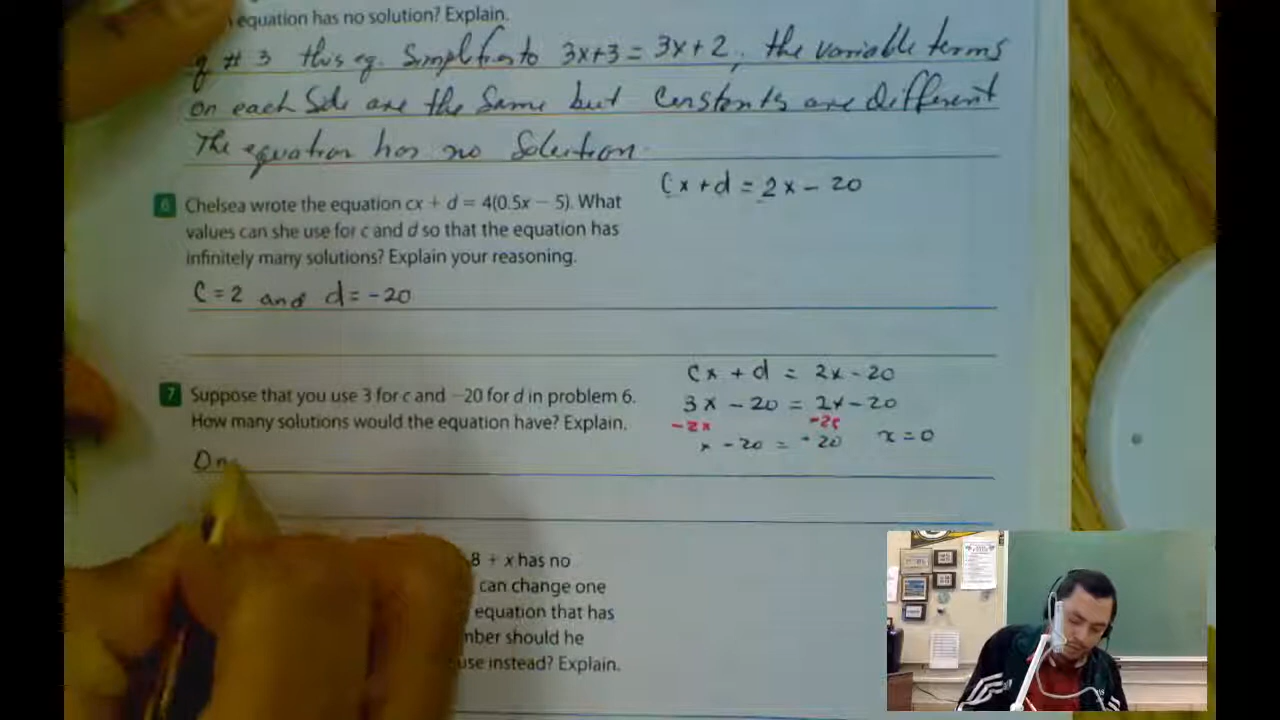 equation has no solution? Explain.
# 3 this eq. Simplifies to 3x+3 = 3x+2, the variable terms
on each Side are the Same but Constants are different
The equation has no Solution.
Cx+d = 2x - 20
6 Chelsea wrote the equation cx + d = 4(0.5x − 5). What
values can she use for c and d so that the equation has
infinitely many solutions? Explain your reasoning.
C = 2 and d = -20
Cx + d = 2x - 20
7 Suppose that you use 3 for c and −20 for d in problem 6.
3x - 20 = 2x - 20
How many solutions would the equation have? Explain.
-2x -2x
x - 20 = -20 x = 0
On
8 + x has no
can change one
equation that has
mber should he
use instead? Explain.